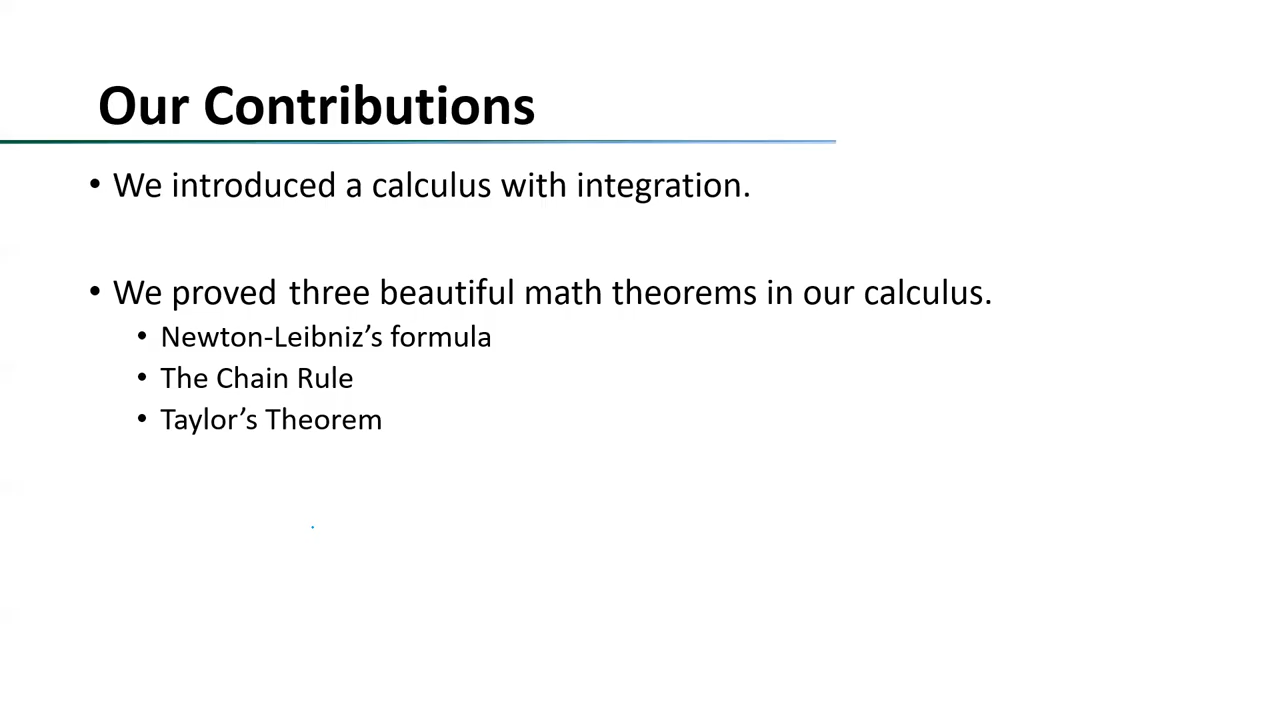 Our Contributions
• We introduced a calculus with integration.
• We proved three beautiful math theorems in our calculus.
• Newton-Leibniz’s formula
• The Chain Rule
• Taylor’s Theorem